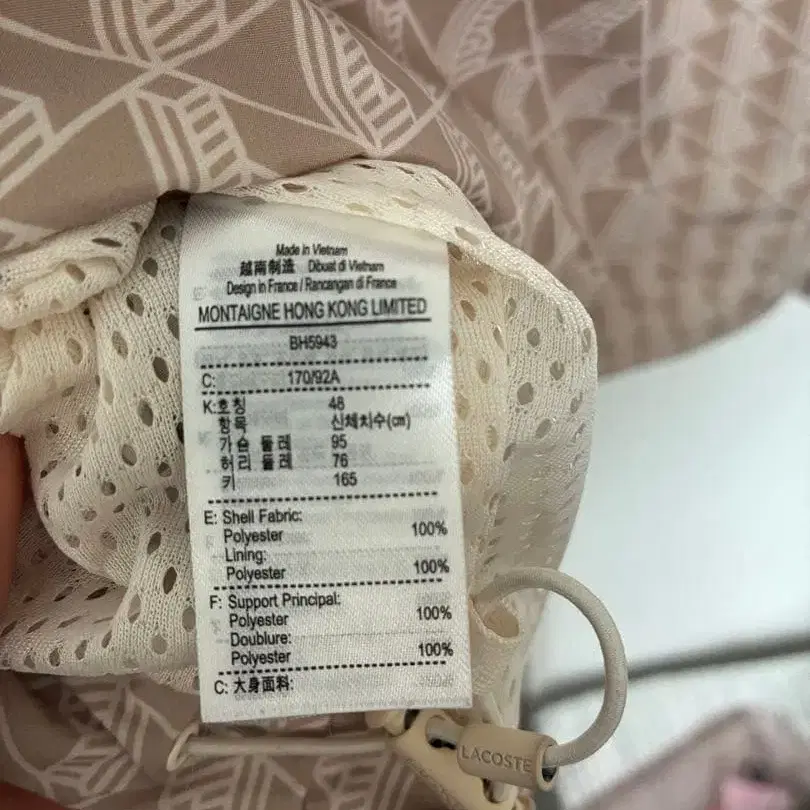 Made in Vietnam
越南制造 Dibuat di Vietnam
Design in France / Rancangan di France
MONTAIGNE HONG KONG LIMITED
BH5943
C: 170/92A
K:호칭 48
항목 신체치수(cm)
가슴 둘레 95
허리 둘레 76
키 165
E: Shell Fabric:
Polyester 100%
Lining:
Polyester 100%
F: Support Principal:
Polyester 100%
Doublure:
Polyester 100%
C: 大身面料:
LACOSTE